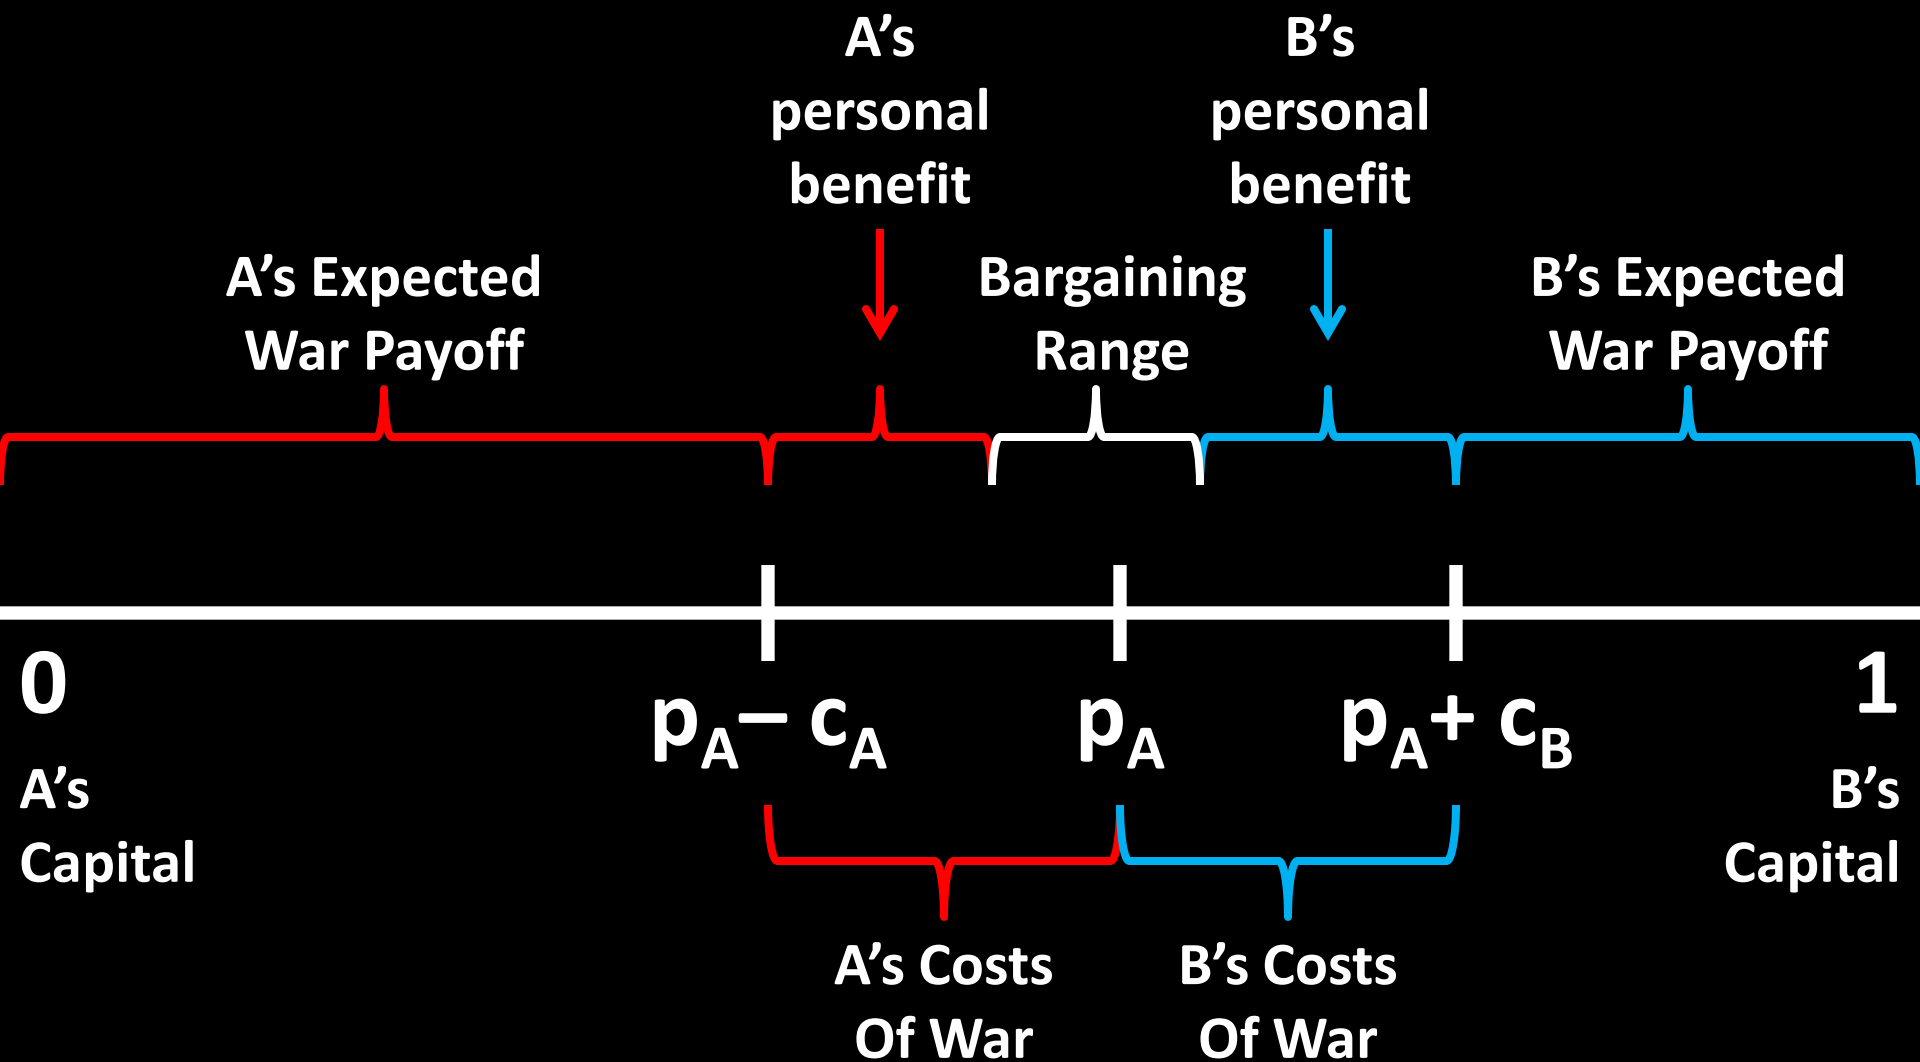 A’s
personal
benefit
B’s
personal
benefit
A’s Expected
War Payoff
Bargaining
Range
B’s Expected
War Payoff
0
pA– cA
pA
pA+ cB
1
A’s
Capital
B’s
Capital
A’s Costs
Of War
B’s Costs
Of War